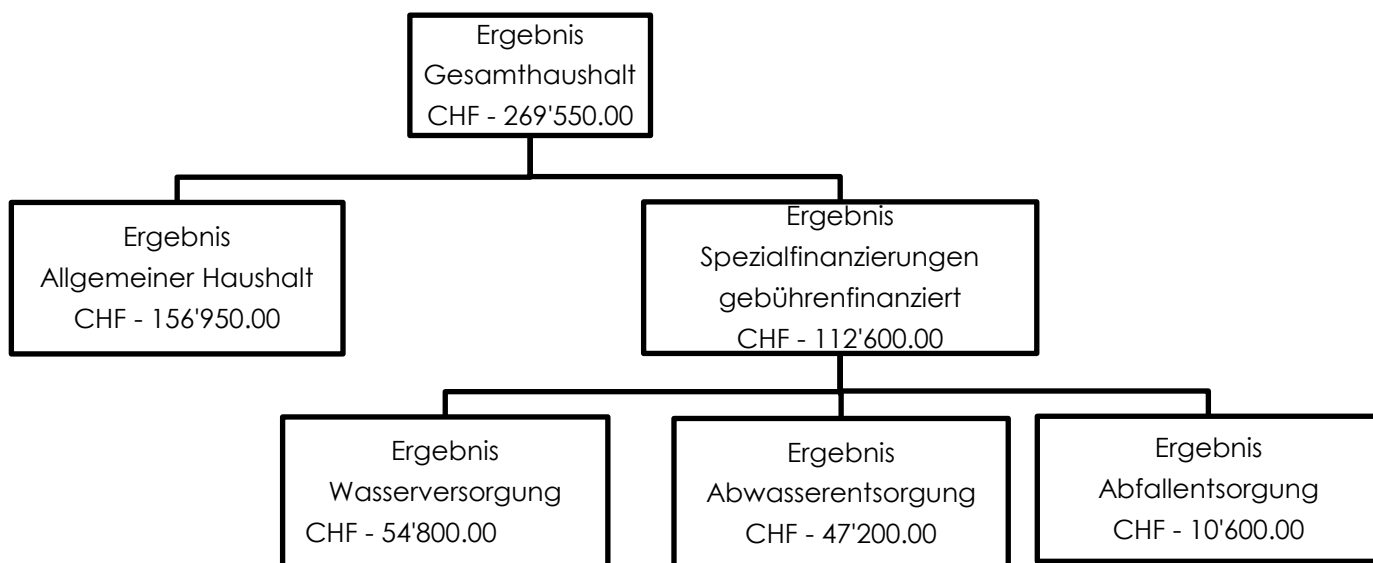 Ergebnis
Gesamthaushalt
CHF - 269'550.00
Ergebnis
Allgemeiner Haushalt
CHF - 156'950.00
Ergebnis
Spezialfinanzierungen
gebührenfinanziert
CHF - 112'600.00
Ergebnis
Wasserversorgung
CHF - 54'800.00
Ergebnis
Abwasserentsorgung
CHF - 47'200.00
Ergebnis
Abfallentsorgung
CHF - 10'600.00